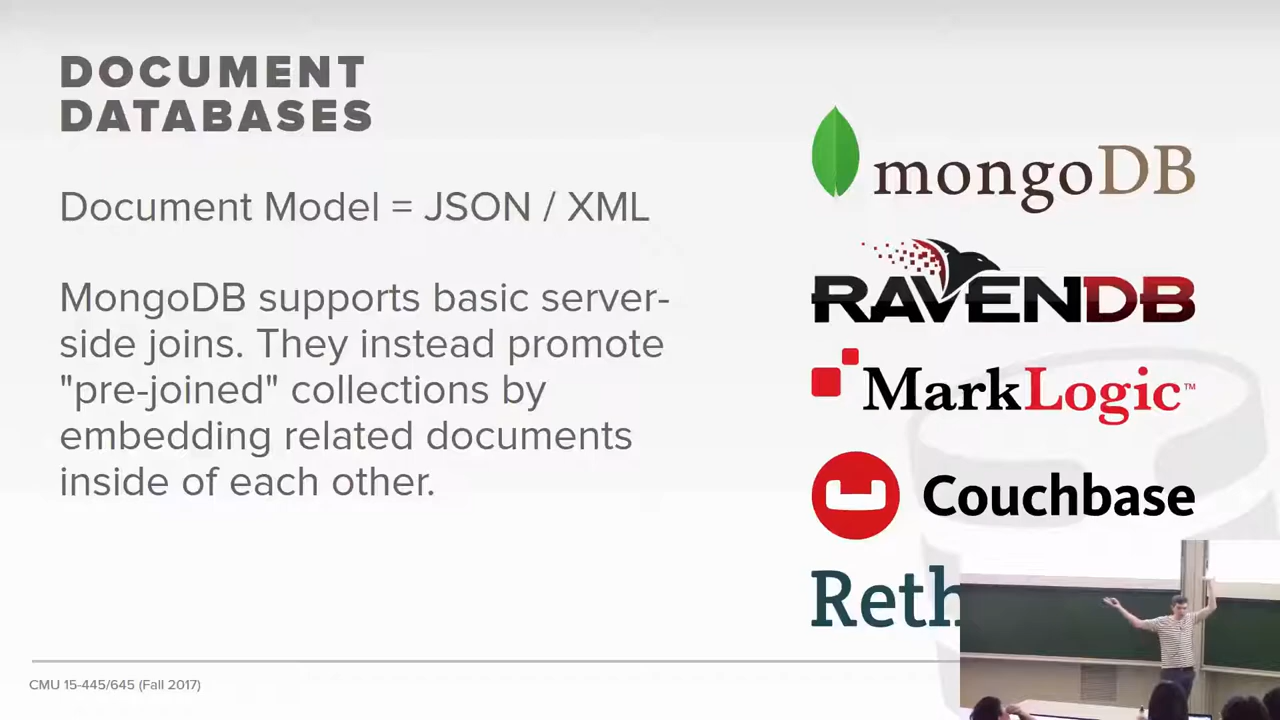 DOCUMENT
DATABASES
Document Model = JSON / XML
MongoDB supports basic server-
side joins. They instead promote
"pre-joined" collections by
embedding related documents
inside of each other.
mongoDB
RAVENDB
MarkLogic™
Couchbase
Reth
CMU 15-445/645 (Fall 2017)